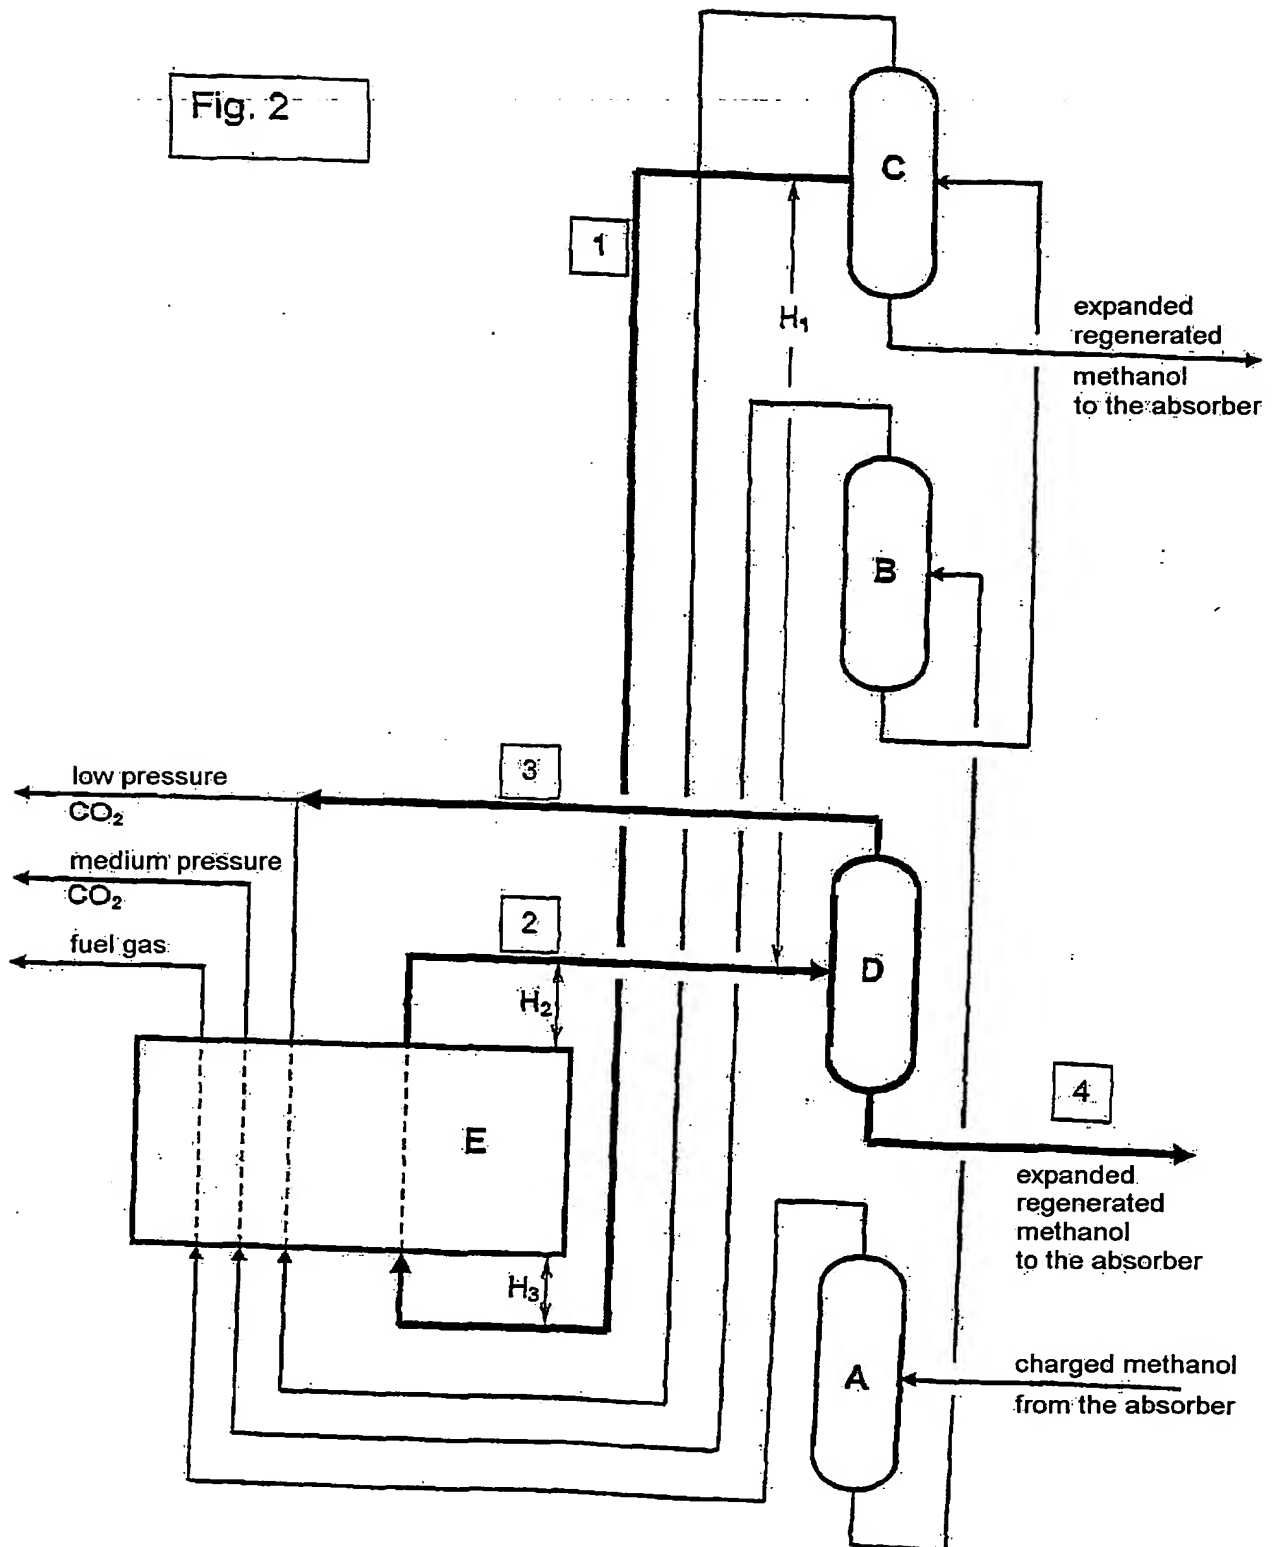 Fig. 2
C
1
H₁
expanded
regenerated
methanol
to the absorber
B
3
low pressure
CO₂
medium pressure
CO₂
2
fuel gas
D
H₂
4
E
expanded
regenerated
methanol
to the absorber
H₃
A
charged methanol
from the absorber